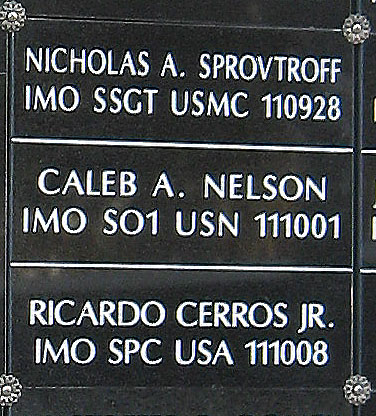 NICHOLAS A. SPROVTROFF
IMO SSGT USMC 110928
CALEB A. NELSON
IMO SO1 USN 111001
RICARDO CERROS JR.
IMO SPC USA 111008